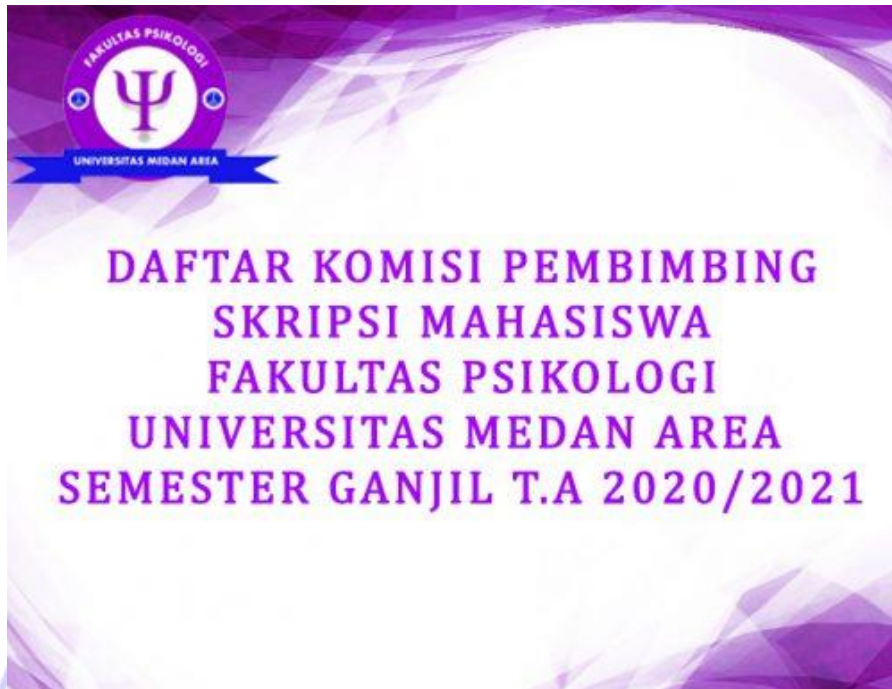 FAKULTAS PSIKOLOGI
UNIVERSITAS MEDAN AREA
DAFTAR KOMISI PEMBIMBING
SKRIPSI MAHASISWA
FAKULTAS PSIKOLOGI
UNIVERSITAS MEDAN AREA
SEMESTER GANJIL T.A 2020/2021